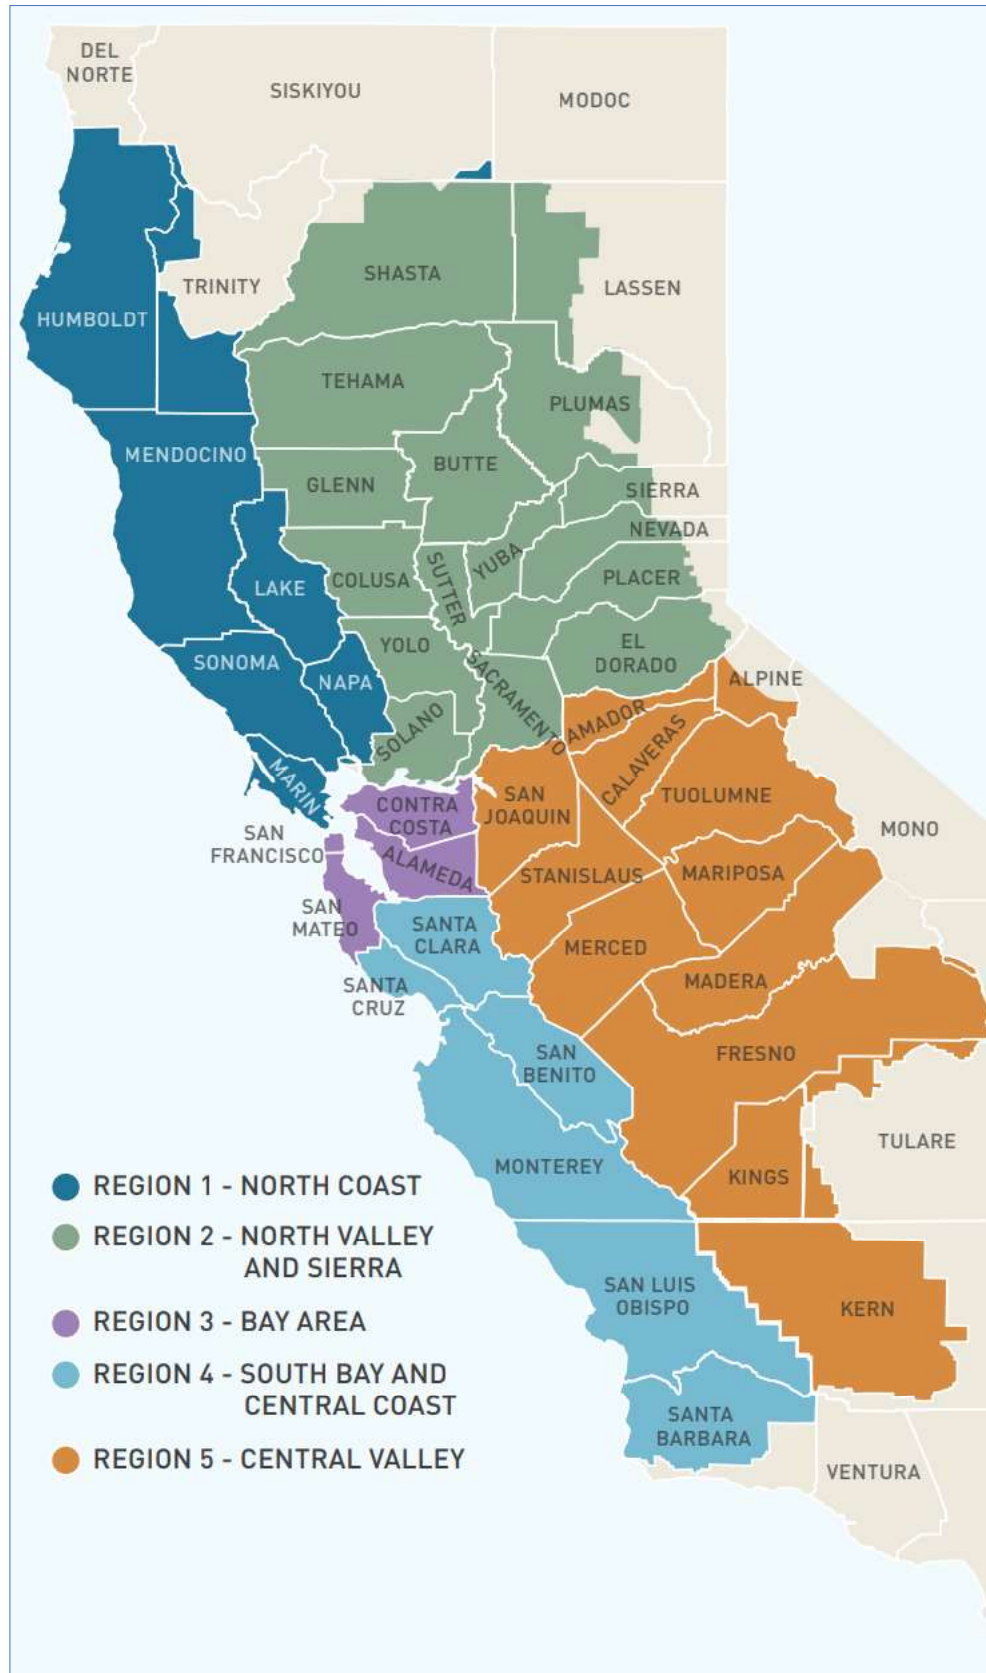 DEL
NORTE
SISKIYOU
MODOC
SHASTA
TRINITY
LASSEN
HUMBOLDT
TEHAMA
PLUMAS
MENDOCINO
BUTTE
GLENN
SIERRA
NEVADA
YUBA
SUTTER
COLUSA
PLACER
LAKE
YOLO
EL
DORADO
SONOMA
NAPA
SACRAMENTO
ALPINE
SOLANO
AMADOR
CALAVERAS
MARIN
CONTRA
COSTA
SAN
JOAQUIN
TUOLUMNE
MONO
SAN
FRANCISCO
ALAMEDA
STANISLAUS
MARIPOSA
SAN
MATEO
SANTA
CLARA
MERCED
MADERA
SANTA
CRUZ
FRESNO
SAN
BENITO
TULARE
MONTEREY
KINGS
SAN LUIS
OBISPO
KERN
SANTA
BARBARA
VENTURA
REGION 1 - NORTH COAST
REGION 2 - NORTH VALLEY
AND SIERRA
REGION 3 - BAY AREA
REGION 4 - SOUTH BAY AND
CENTRAL COAST
REGION 5 - CENTRAL VALLEY